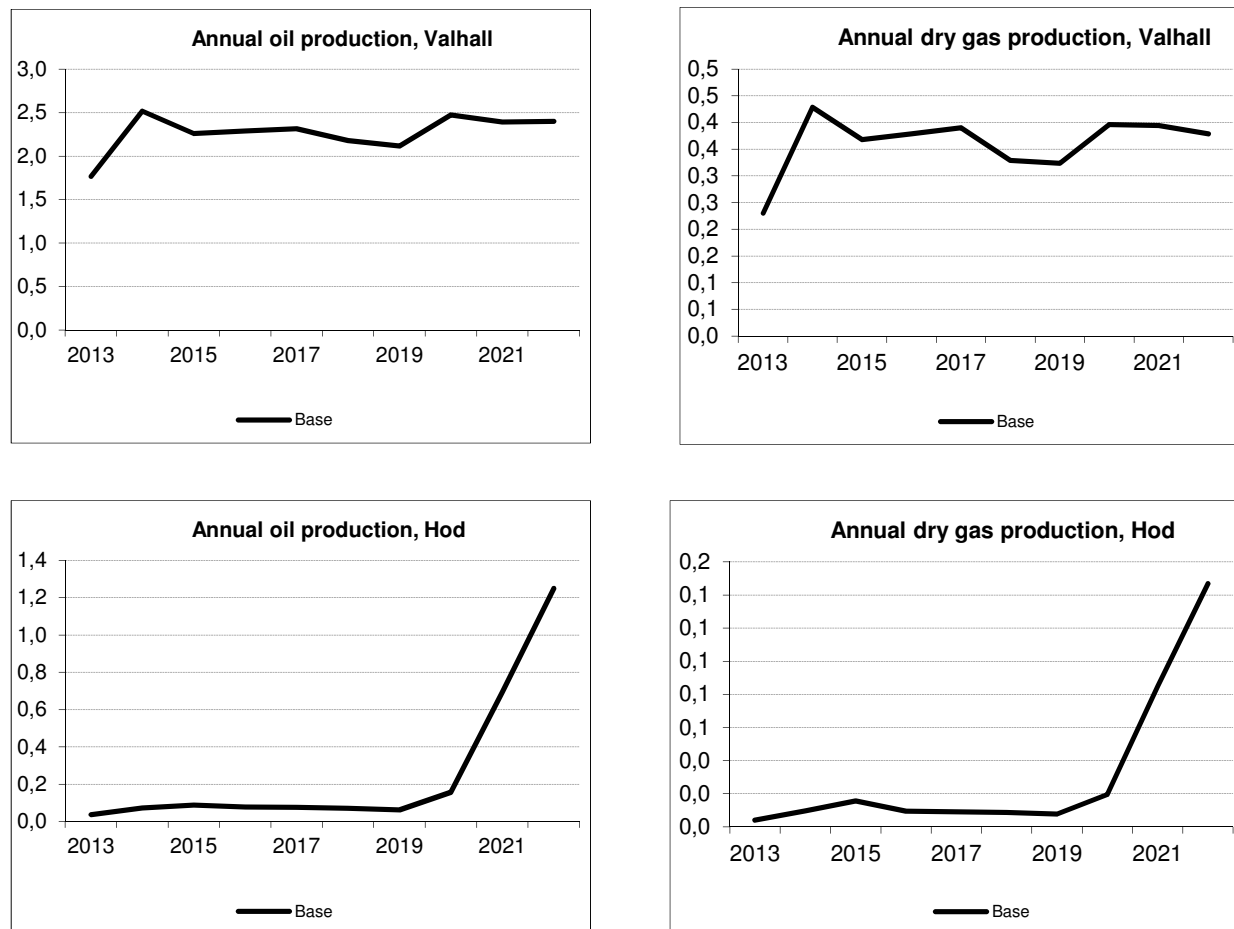 Annual oil production, Valhall
3,0
2,5
2,0
1,5
1,0
0,5
0,0
2013 2015 2017 2019 2021
Base
Annual dry gas production, Valhall
0,5
0,5
0,4
0,4
0,3
0,3
0,2
0,2
0,1
0,1
0,0
2013 2015 2017 2019 2021
Base
Annual oil production, Hod
1,4
1,2
1,0
0,8
0,6
0,4
0,2
0,0
2013 2015 2017 2019 2021
Base
Annual dry gas production, Hod
0,2
0,1
0,1
0,1
0,1
0,1
0,0
0,0
0,0
2013 2015 2017 2019 2021
Base